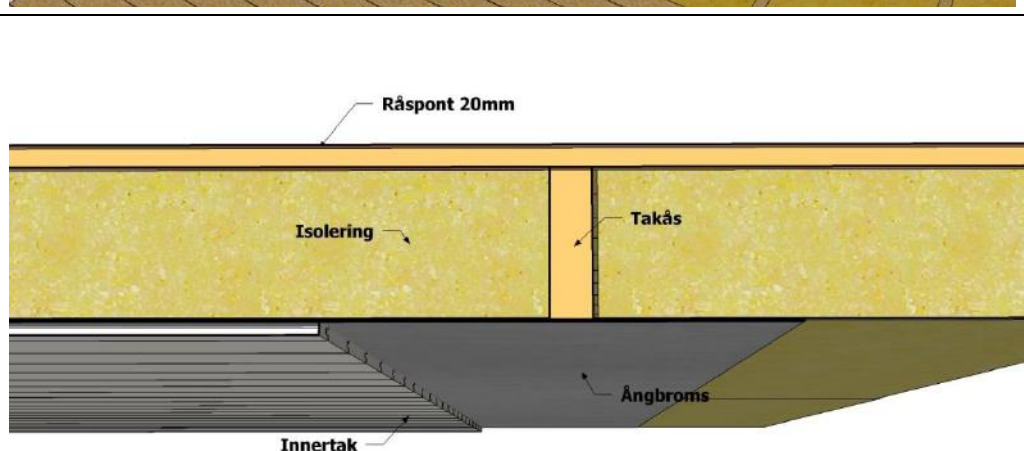 Råspont 20mm
Takås
Isolering
Ångbroms
Innertak